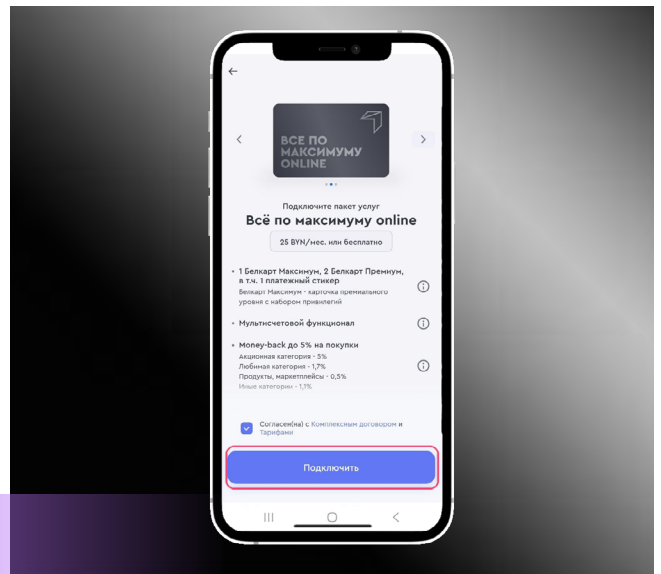 ВСЕ ПО
МАКСИМУМУ
ONLINE
Подключите пакет услуг
Всё по максимуму online
25 BYN/мес. или бесплатно
• 1 Белкарт Максимум, 2 Белкарт Премиум,
в т.ч. 1 платежный стикер
Белкарт Максимум - карточка премиального
уровня с набором привилегий
• Мультисчетовой функционал
• Money-back до 5% на покупки
Акционная категория - 5%
Любимая категория - 1,7%
Продукты, маркетплейсы - 0,5%
Иные категории - 1,1%
Согласен(на) с Комплексным договором и
Тарифами
Подключить